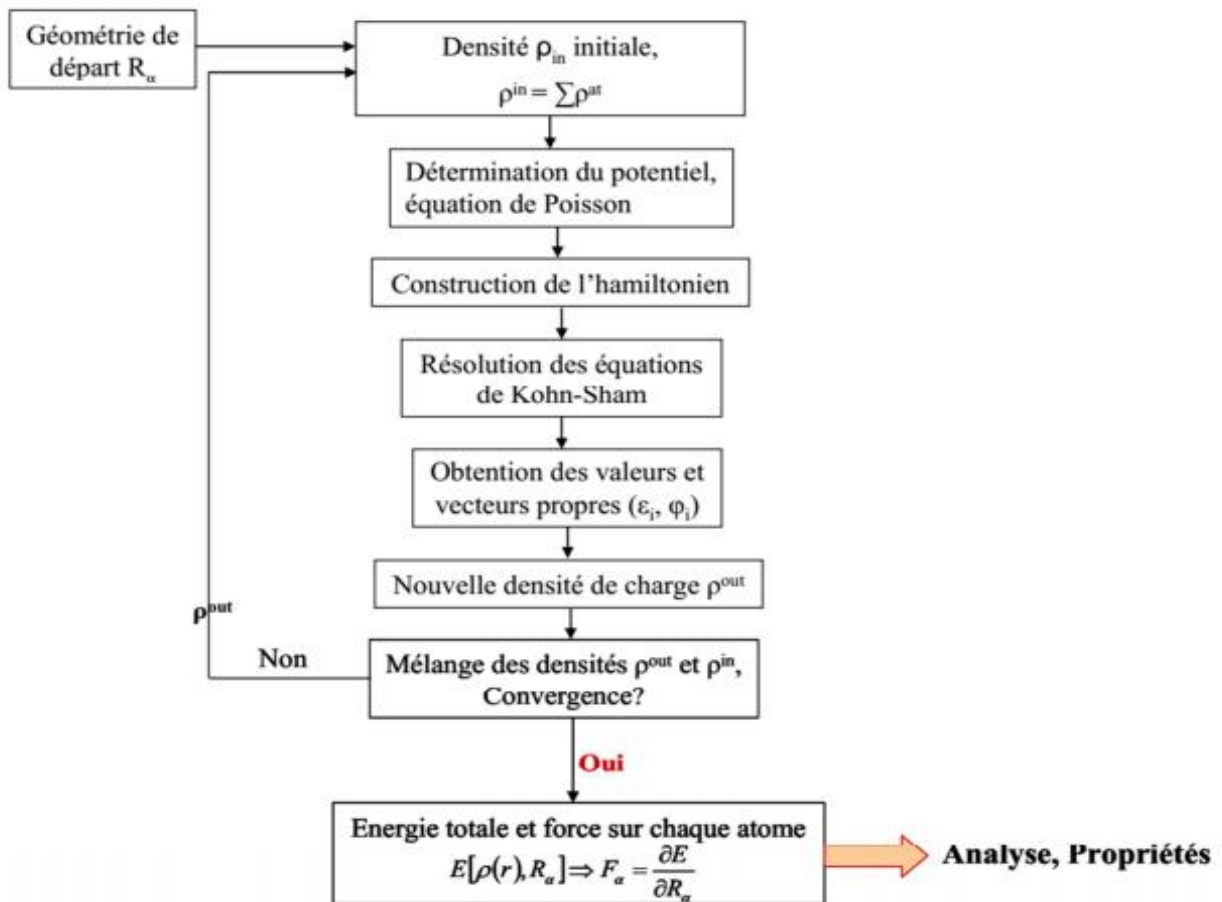 Géométrie de
départ Rα
Densité ρin initiale,
ρin = ∑ρat
Détermination du potentiel,
équation de Poisson
Construction de l’hamiltonien
Résolution des équations
de Kohn-Sham
Obtention des valeurs et
vecteurs propres (εi, φi)
Nouvelle densité de charge ρout
ρout
Non
Mélange des densités ρout et ρin,
Convergence?
Oui
Energie totale et force sur chaque atome
E[ρ(r), Rα] ⇒ Fα = ∂E/∂Rα
Analyse, Propriétés